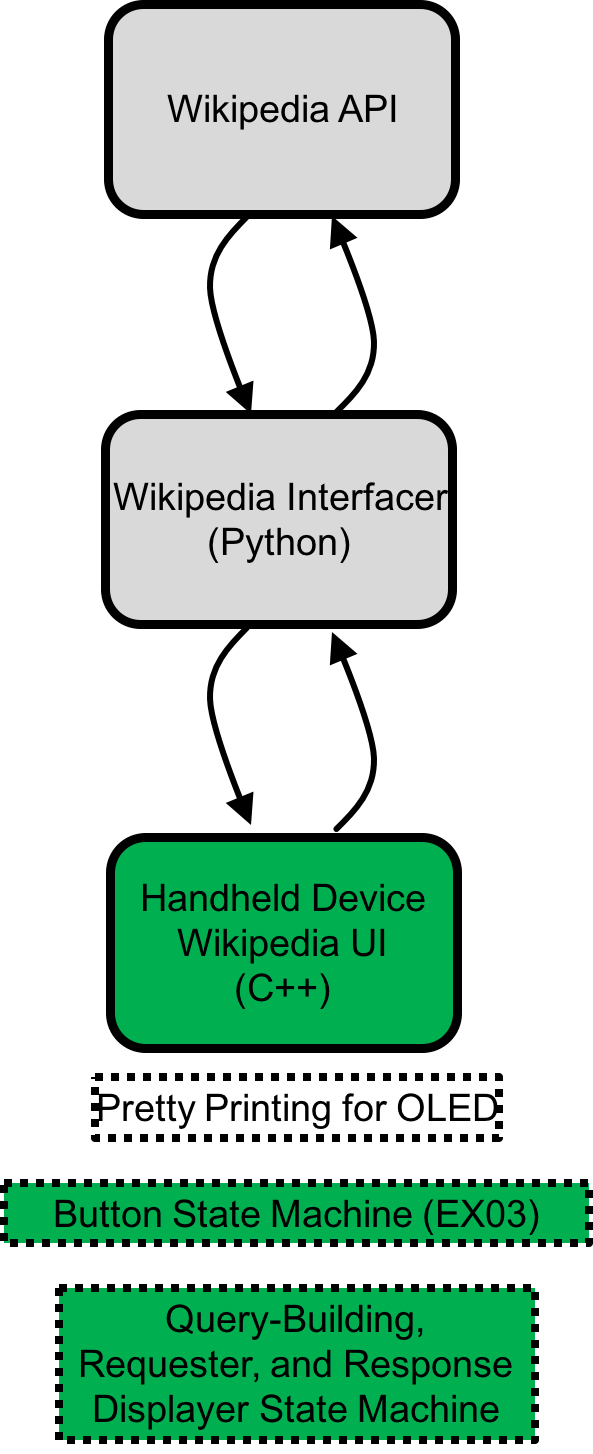 Wikipedia API
Wikipedia Interfacer
(Python)
Handheld Device
Wikipedia UI
(C++)
Pretty Printing for OLED
Button State Machine (EX03)
Query-Building,
Requester, and Response
Displayer State Machine